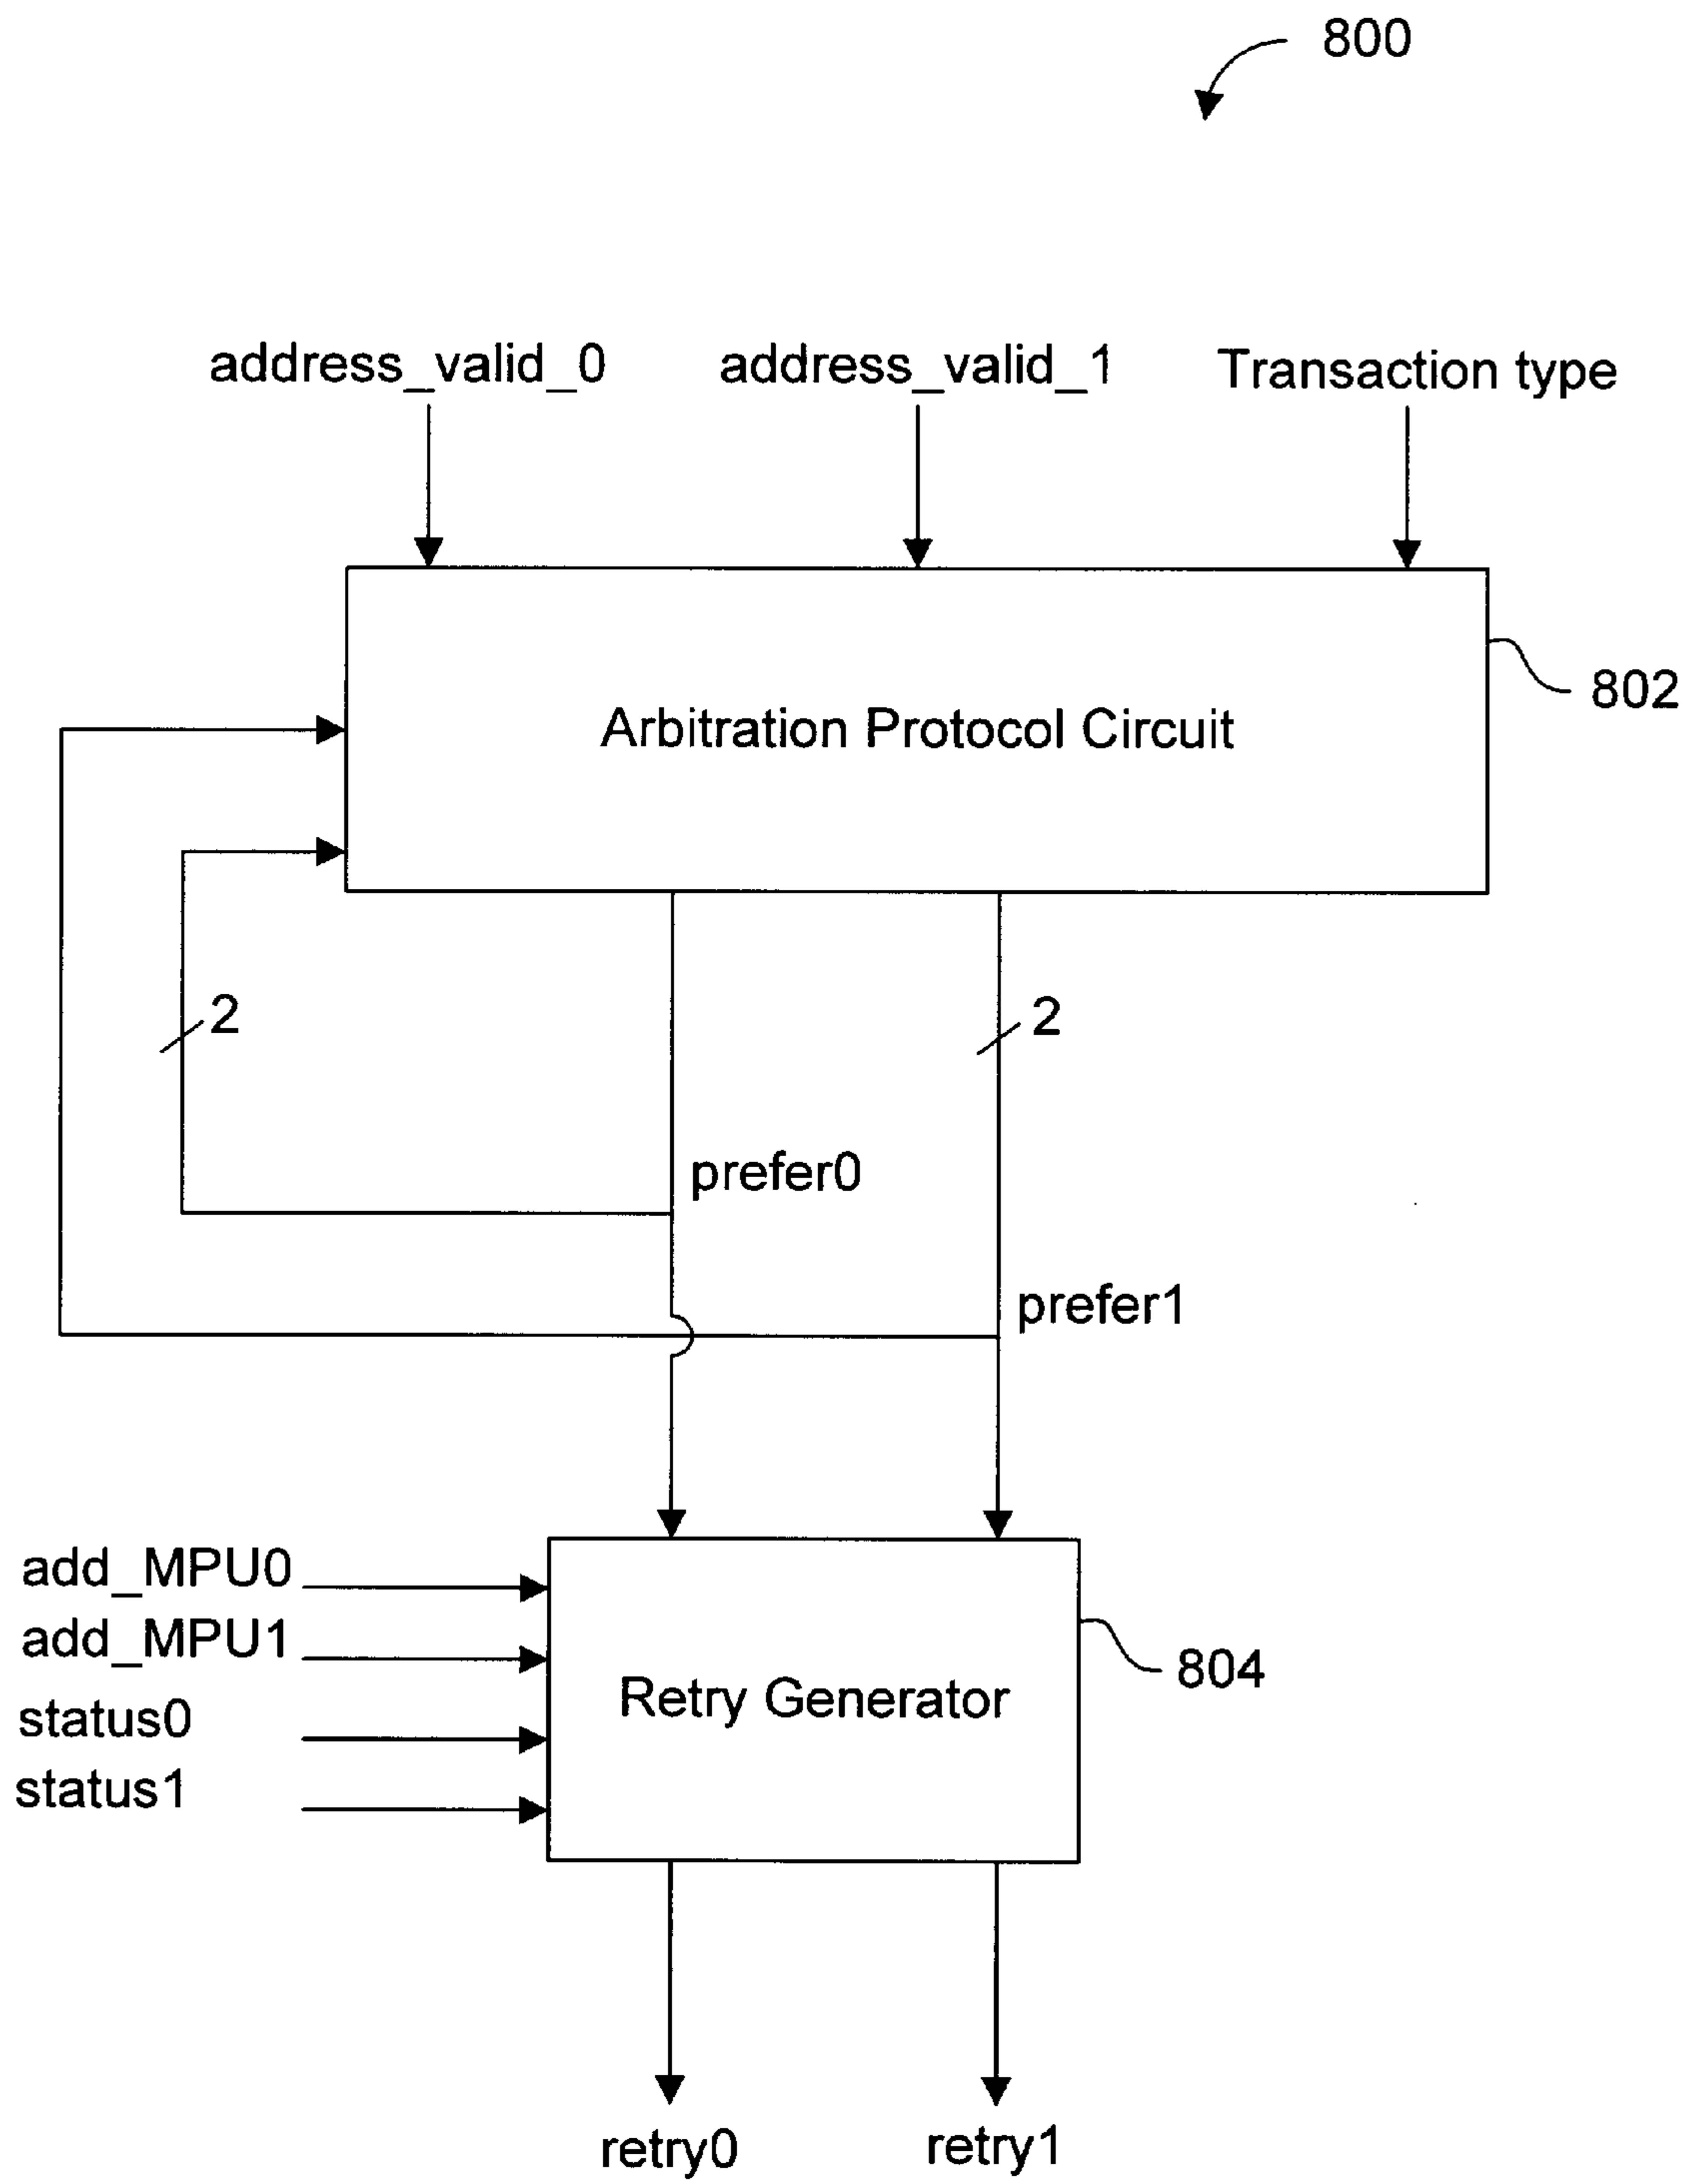 800
address_valid_0
address_valid_1
Transaction type
802
Arbitration Protocol Circuit
2
2
prefer0
prefer1
add_MPU0
add_MPU1
status0
status1
Retry Generator
804
retry0
retry1